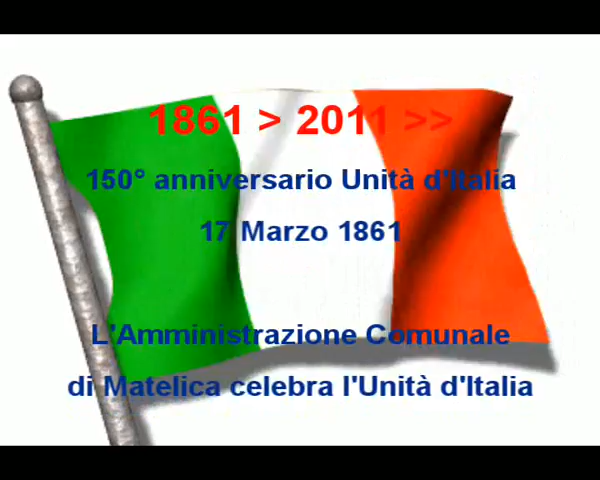 1861 > 2011 >>
150° anniversario Unità d'Italia
17 Marzo 1861
L'Amministrazione Comunale
di Matelica celebra l'Unità d'Italia